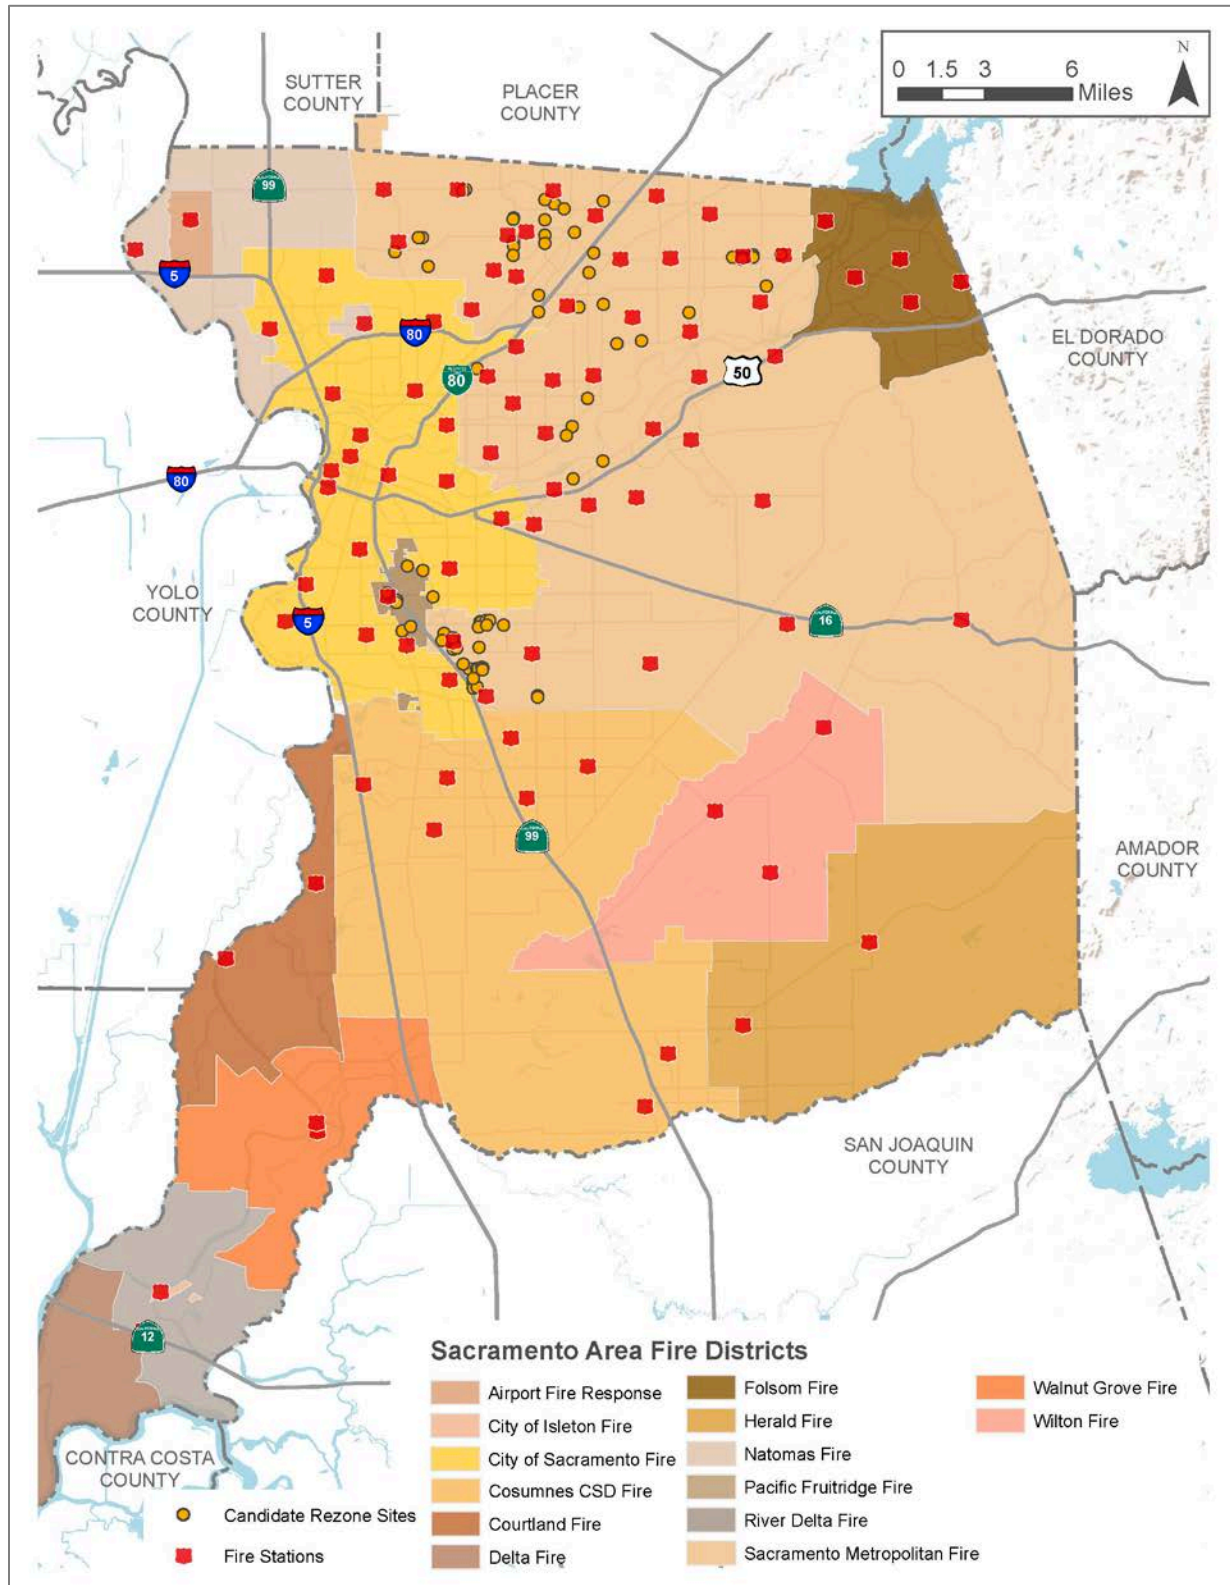 N
0 1.5 3 6
Miles
SUTTER
COUNTY
PLACER
COUNTY
99
5
80
80
50
EL DORADO
COUNTY
80
YOLO
COUNTY
5
16
99
AMADOR
COUNTY
SAN JOAQUIN
COUNTY
12
CONTRA COSTA
COUNTY
Sacramento Area Fire Districts
Candidate Rezone Sites
Fire Stations
Airport Fire Response
City of Isleton Fire
City of Sacramento Fire
Cosumnes CSD Fire
Courtland Fire
Delta Fire
Folsom Fire
Herald Fire
Natomas Fire
Pacific Fruitridge Fire
River Delta Fire
Sacramento Metropolitan Fire
Walnut Grove Fire
Wilton Fire